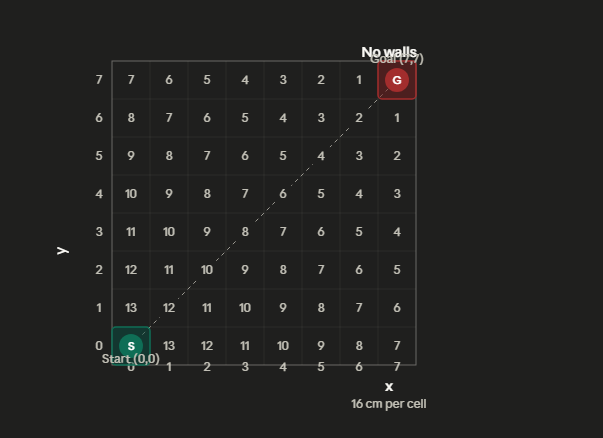 No walls
Goal (7,7)
7 7 6 5 4 3 2 1 G
6 8 7 6 5 4 3 2 1
5 9 8 7 6 5 4 3 2
4 10 9 8 7 6 5 4 3
y
3 11 10 9 8 7 6 5 4
2 12 11 10 9 8 7 6 5
1 13 12 11 10 9 8 7 6
0 S 13 12 11 10 9 8 7
Start (0,0)
0 1 2 3 4 5 6 7
x
16 cm per cell